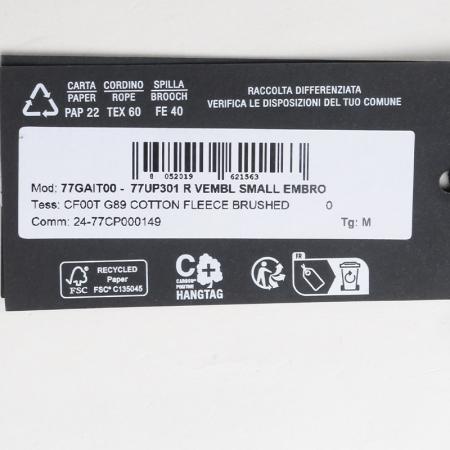 CARTA CORDINO SPILLA
PAPER ROPE BROOCH
PAP 22 TEX 60 FE 40
RACCOLTA DIFFERENZIATA
VERIFICA LE DISPOSIZIONI DEL TUO COMUNE
8 052019 621563
Mod: 77GAIT00 - 77UP301 R VEMBL SMALL EMBRO
Tess: CF00T G89 COTTON FLEECE BRUSHED 0
Comm: 24-77CP000149 Tg: M
FSC
RECYCLED
Paper
FSC® C135045
C+
CARBON
POSITIVE
HANGTAG
FR